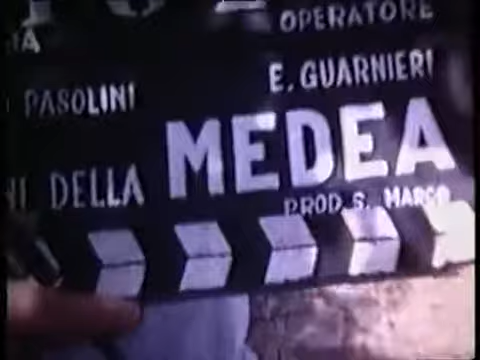 OPERATORE
PASOLINI
E. GUARNIERI
DELLA MEDEA
PROD. S. MARCO